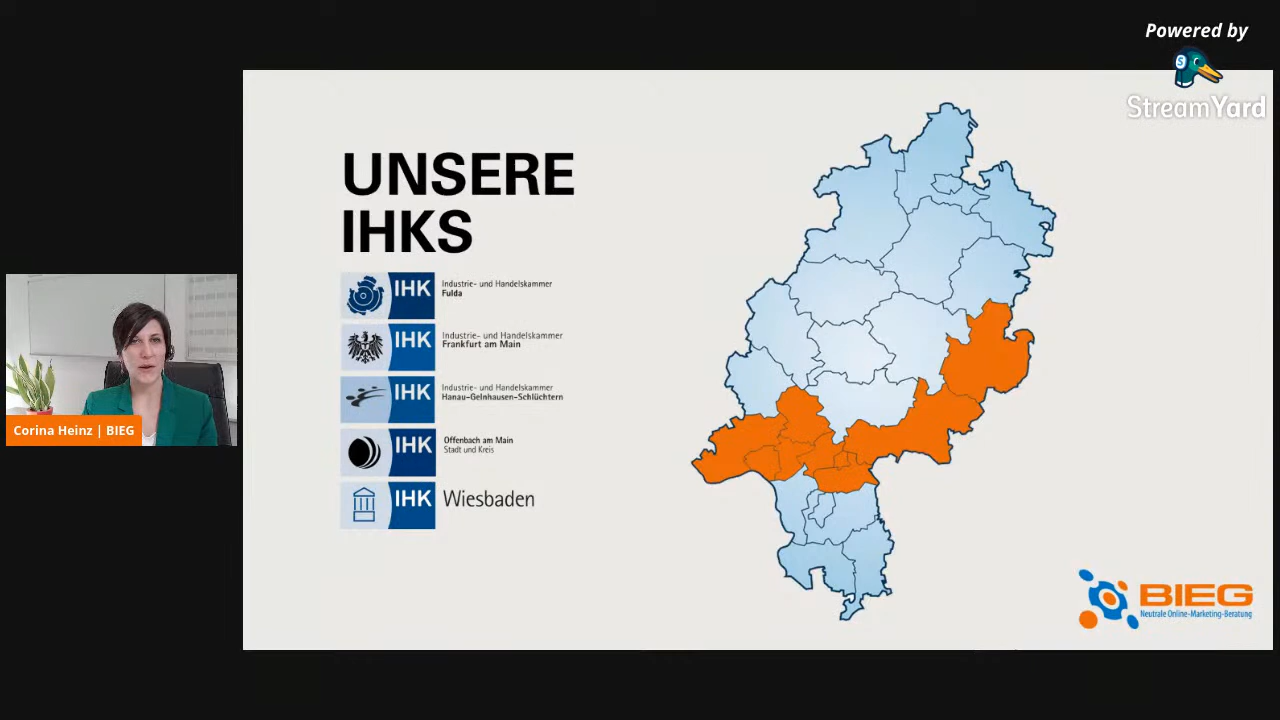 Powered by
S
StreamYard
UNSERE
IHKS
IHK
Industrie- und Handelskammer
Fulda
IHK
Industrie- und Handelskammer
Frankfurt am Main
IHK
Industrie- und Handelskammer
Hanau-Gelnhausen-Schlüchtern
IHK
Offenbach am Main
Stadt und Kreis
IHK
Wiesbaden
Corina Heinz | BIEG
BIEG
Neutrale Online-Marketing-Beratung